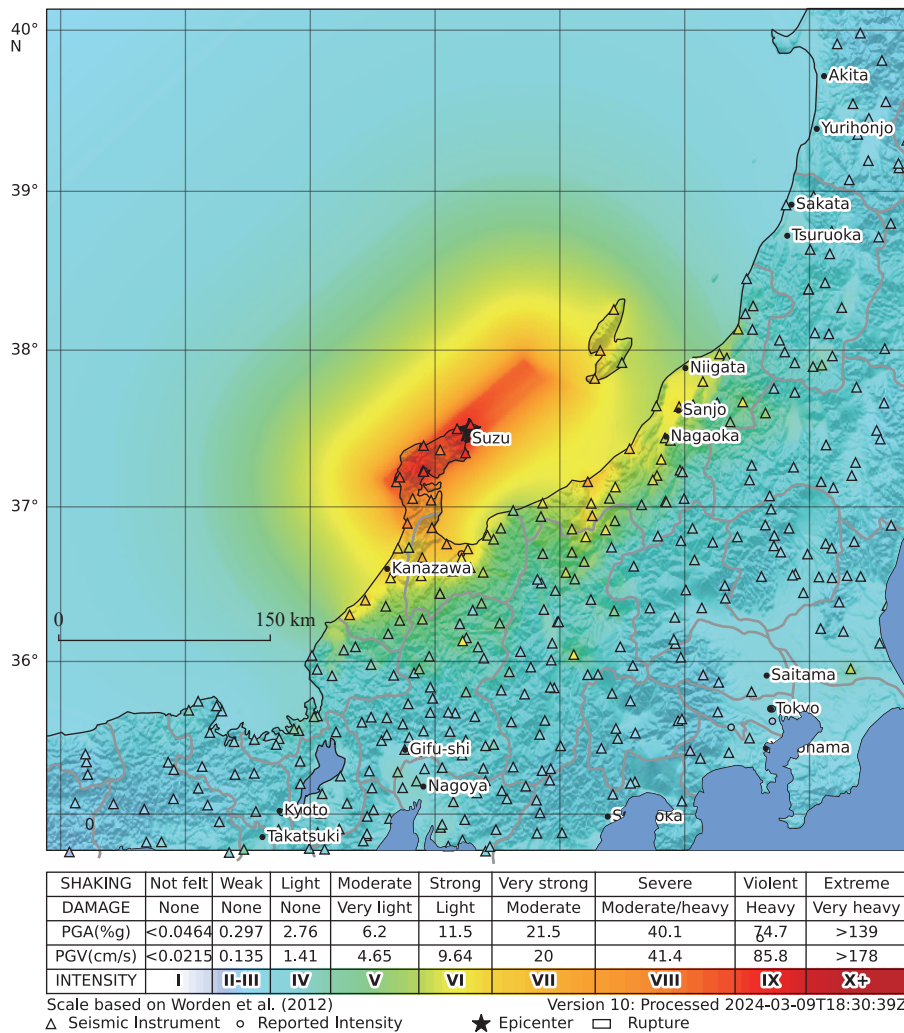 40°
N
Akita
Yurihonjo
39°
Sakata
Tsuruoka
38°
Niigata
Sanjo
Suzu
Nagaoka
37°
Kanazawa
0 150 km
36°
Saitama
Tokyo
Gifu-shi
Nagoya
Kyoto
0
Takatsuki
SHAKING Not felt Weak Light Moderate Strong Very strong Severe Violent Extreme
DAMAGE None None None Very light Light Moderate Moderate/heavy Heavy Very heavy
PGA(%g) <0.0464 0.297 2.76 6.2 11.5 21.5 40.1 74.7 >139
PGV(cm/s) <0.0215 0.135 1.41 4.65 9.64 20 41.4 85.8 >178
INTENSITY I II-III IV V VI VII VIII IX X+
Scale based on Worden et al. (2012) Version 10: Processed 2024-03-09T18:30:39Z
△ Seismic Instrument ○ Reported Intensity ★ Epicenter ▭ Rupture